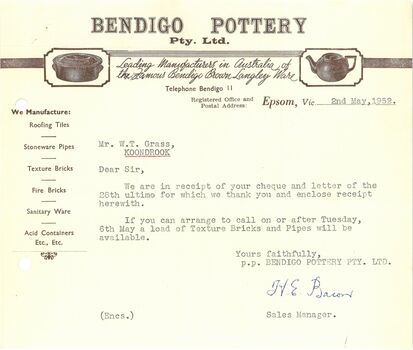 BENDIGO POTTERY
Pty. Ltd.
Leading Manufacturers in Australia of
the Famous Bendigo Brown Langley Ware
Telephone Bendigo 11
Registered Office and
Postal Address:
Epsom, Vic. 2nd May, 1952.
We Manufacture:
Roofing Tiles
Stoneware Pipes
Texture Bricks
Fire Bricks
Sanitary Ware
Acid Containers
Etc., Etc.
Mr. W.T. Grass,
KOONDROOK
Dear Sir,
We are in receipt of your cheque and letter of the
28th ultimo for which we thank you and enclose receipt
herewith.
If you can arrange to call on or after Tuesday,
6th May a load of Texture Bricks and Pipes will be
available.
Yours faithfully,
p.p. BENDIGO POTTERY PTY. LTD.
H.E. Bacon
(Encs.) Sales Manager.